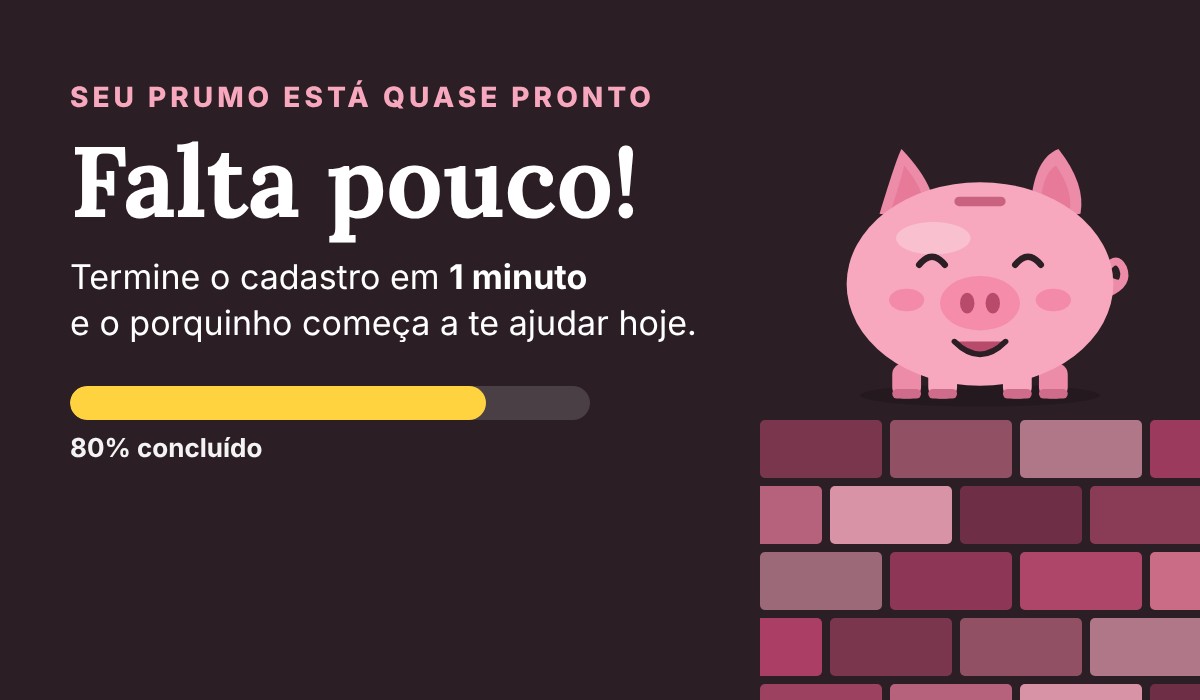 SEU PRUMO ESTÁ QUASE PRONTO
Falta pouco!
Termine o cadastro em 1 minuto
e o porquinho começa a te ajudar hoje.
80% concluído